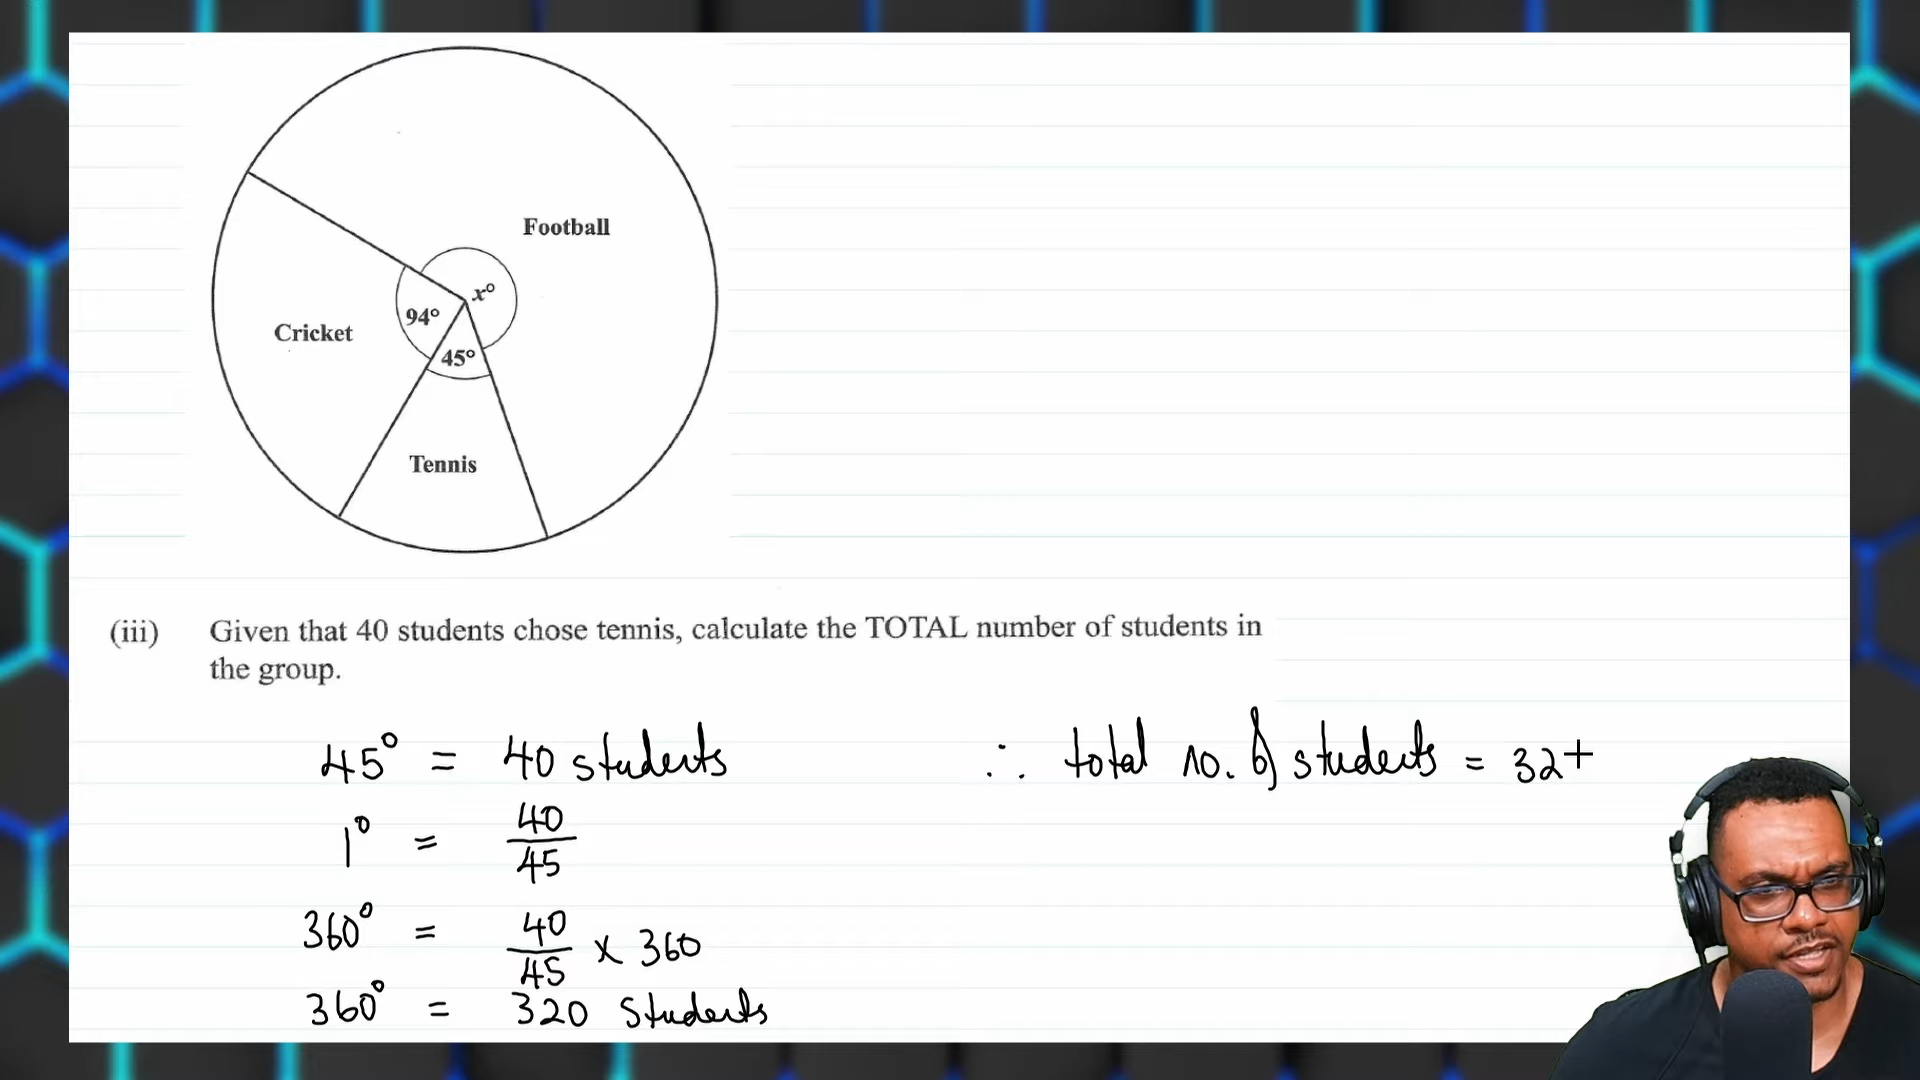 Football
x°
94°
Cricket
45°
Tennis
(iii) Given that 40 students chose tennis, calculate the TOTAL number of students in
the group.
45° = 40 students
∴ total no. of students = 32+
1° = 40/45
360° = 40/45 × 360
360° = 320 students